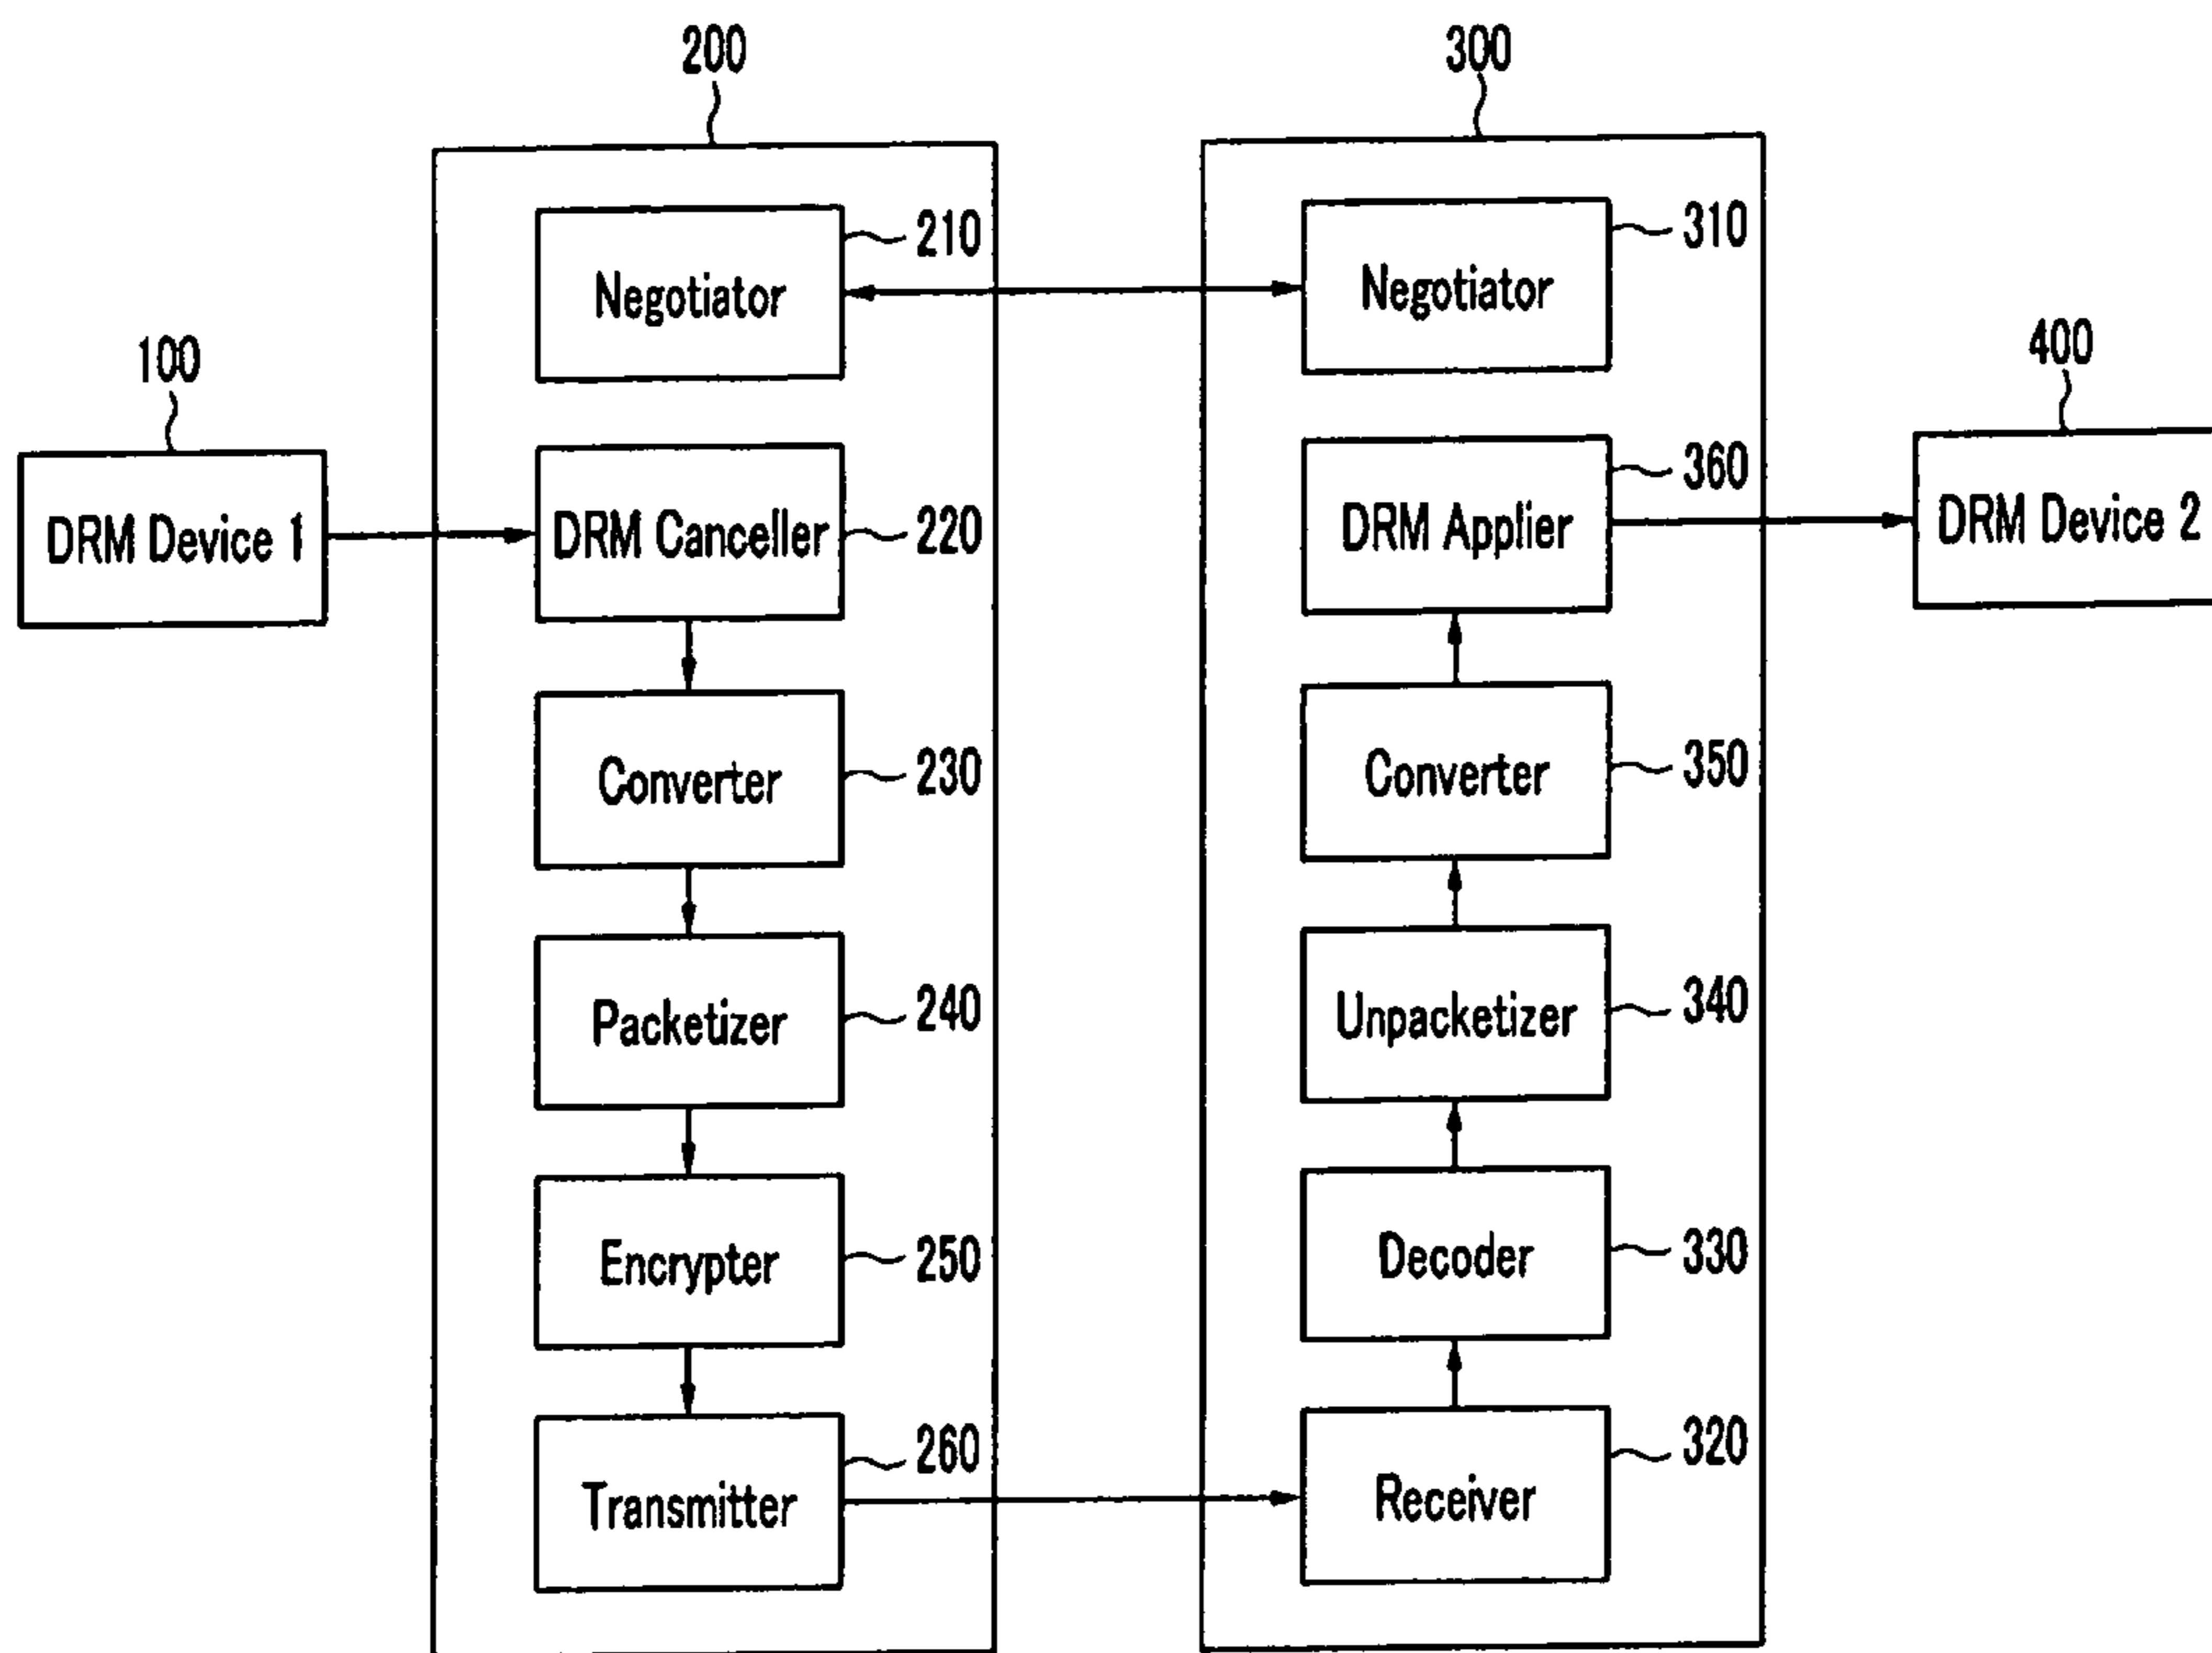 200
300
210
Negotiator
310
Negotiator
100
400
DRM Device 1
DRM Canceller
220
360
DRM Applier
DRM Device 2
Converter
230
Converter
350
Packetizer
240
Unpacketizer
340
Encrypter
250
Decoder
330
Transmitter
260
Receiver
320